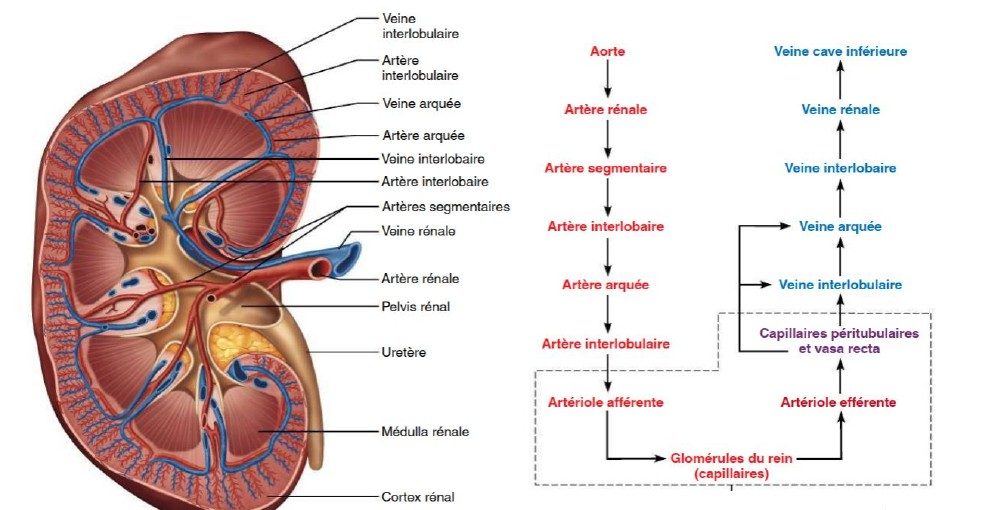 Veine
interlobulaire
Artère
interlobulaire
Veine arquée
Artère arquée
Veine interlobaire
Artère interlobaire
Artères segmentaires
Veine rénale
Artère rénale
Pelvis rénal
Uretère
Médulla rénale
Cortex rénal
Aorte
Artère rénale
Artère segmentaire
Artère interlobaire
Artère arquée
Artère interlobulaire
Artériole afférente
Glomérules du rein
(capillaires)
Artériole efférente
Capillaires péritubulaires
et vasa recta
Veine interlobulaire
Veine arquée
Veine interlobaire
Veine rénale
Veine cave inférieure